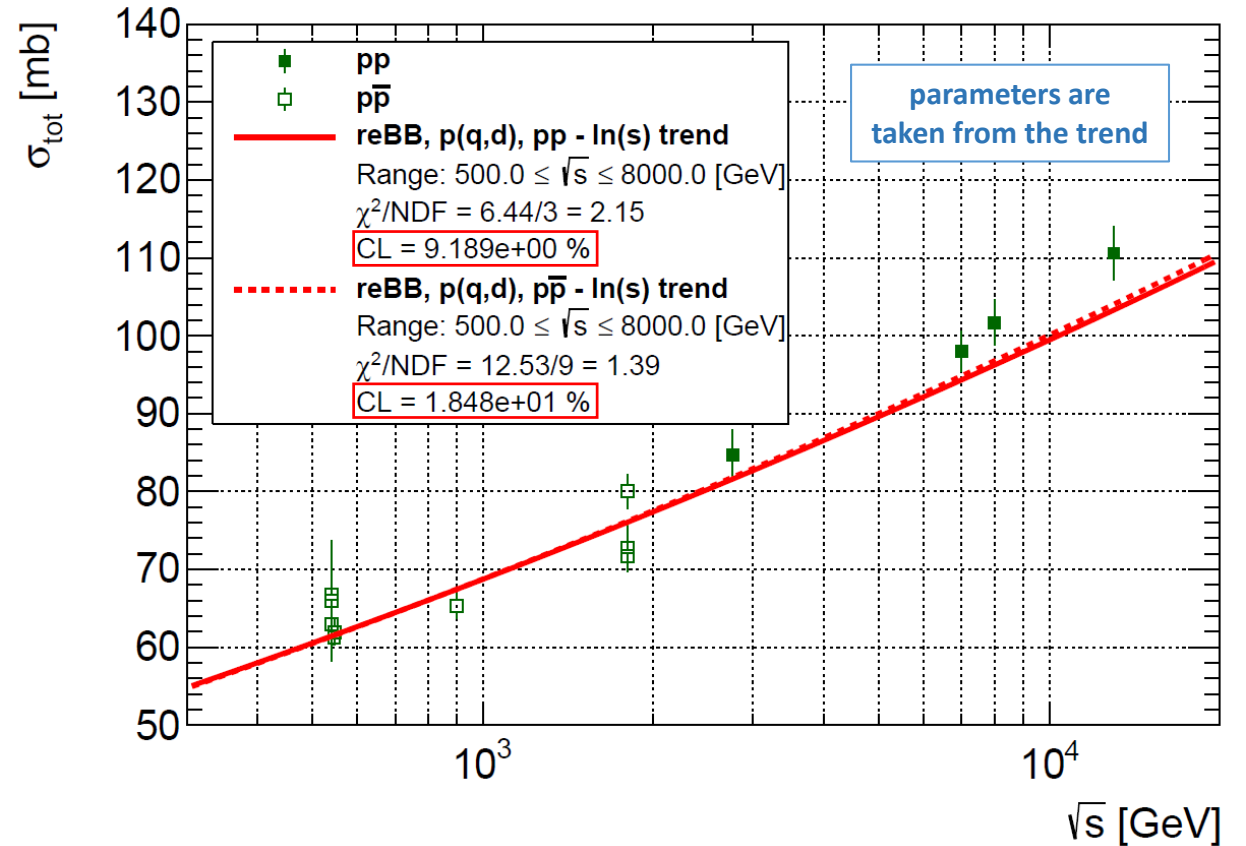 σtot [mb]
140
130
120
110
100
90
80
70
60
50
pp
pp̅
reBB, p(q,d), pp - ln(s) trend
Range: 500.0 ≤ √s ≤ 8000.0 [GeV]
χ²/NDF = 6.44/3 = 2.15
CL = 9.189e+00 %
reBB, p(q,d), pp̅ - ln(s) trend
Range: 500.0 ≤ √s ≤ 8000.0 [GeV]
χ²/NDF = 12.53/9 = 1.39
CL = 1.848e+01 %
parameters are
taken from the trend
10³ 10⁴
√s [GeV]